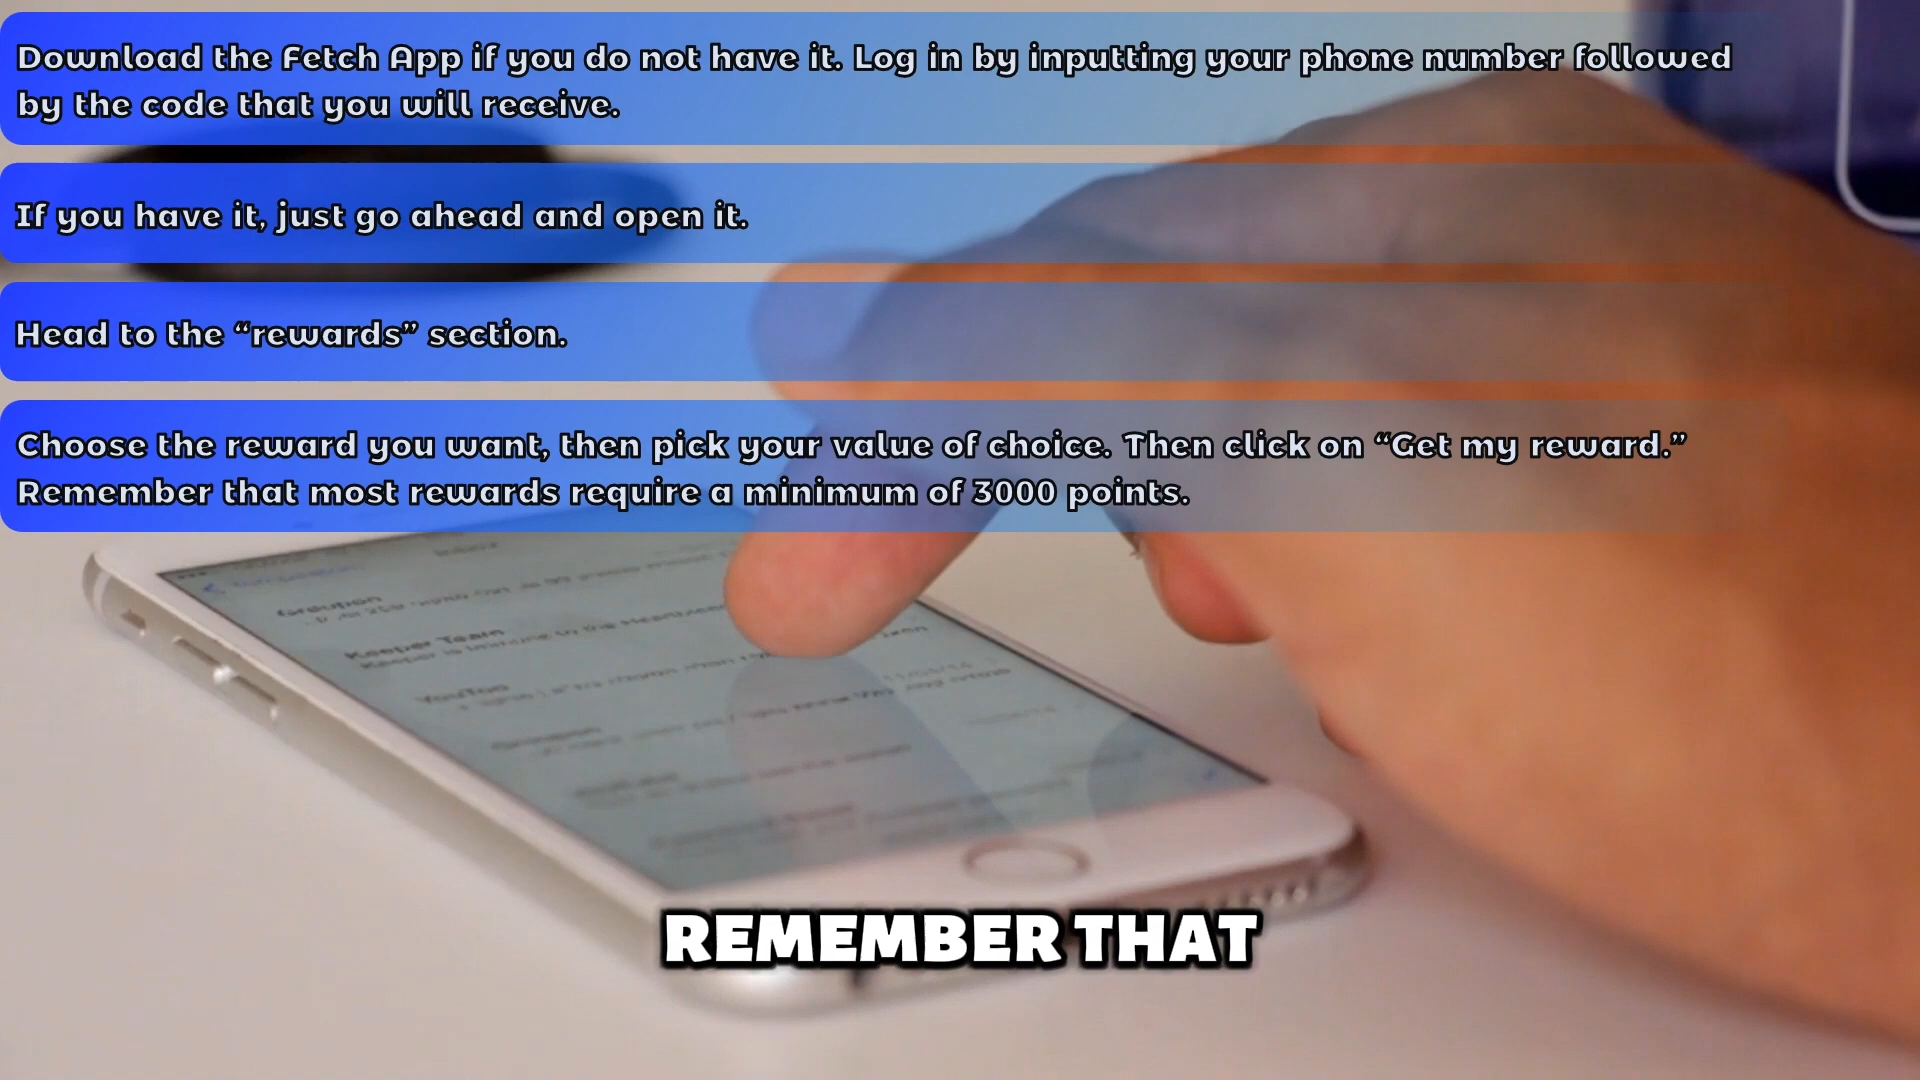 Download the Fetch App if you do not have it. Log in by inputting your phone number followed
by the code that you will receive.
If you have it, just go ahead and open it.
Head to the “rewards” section.
Choose the reward you want, then pick your value of choice. Then click on “Get my reward.”
Remember that most rewards require a minimum of 3000 points.
Keeper Team
REMEMBER THAT